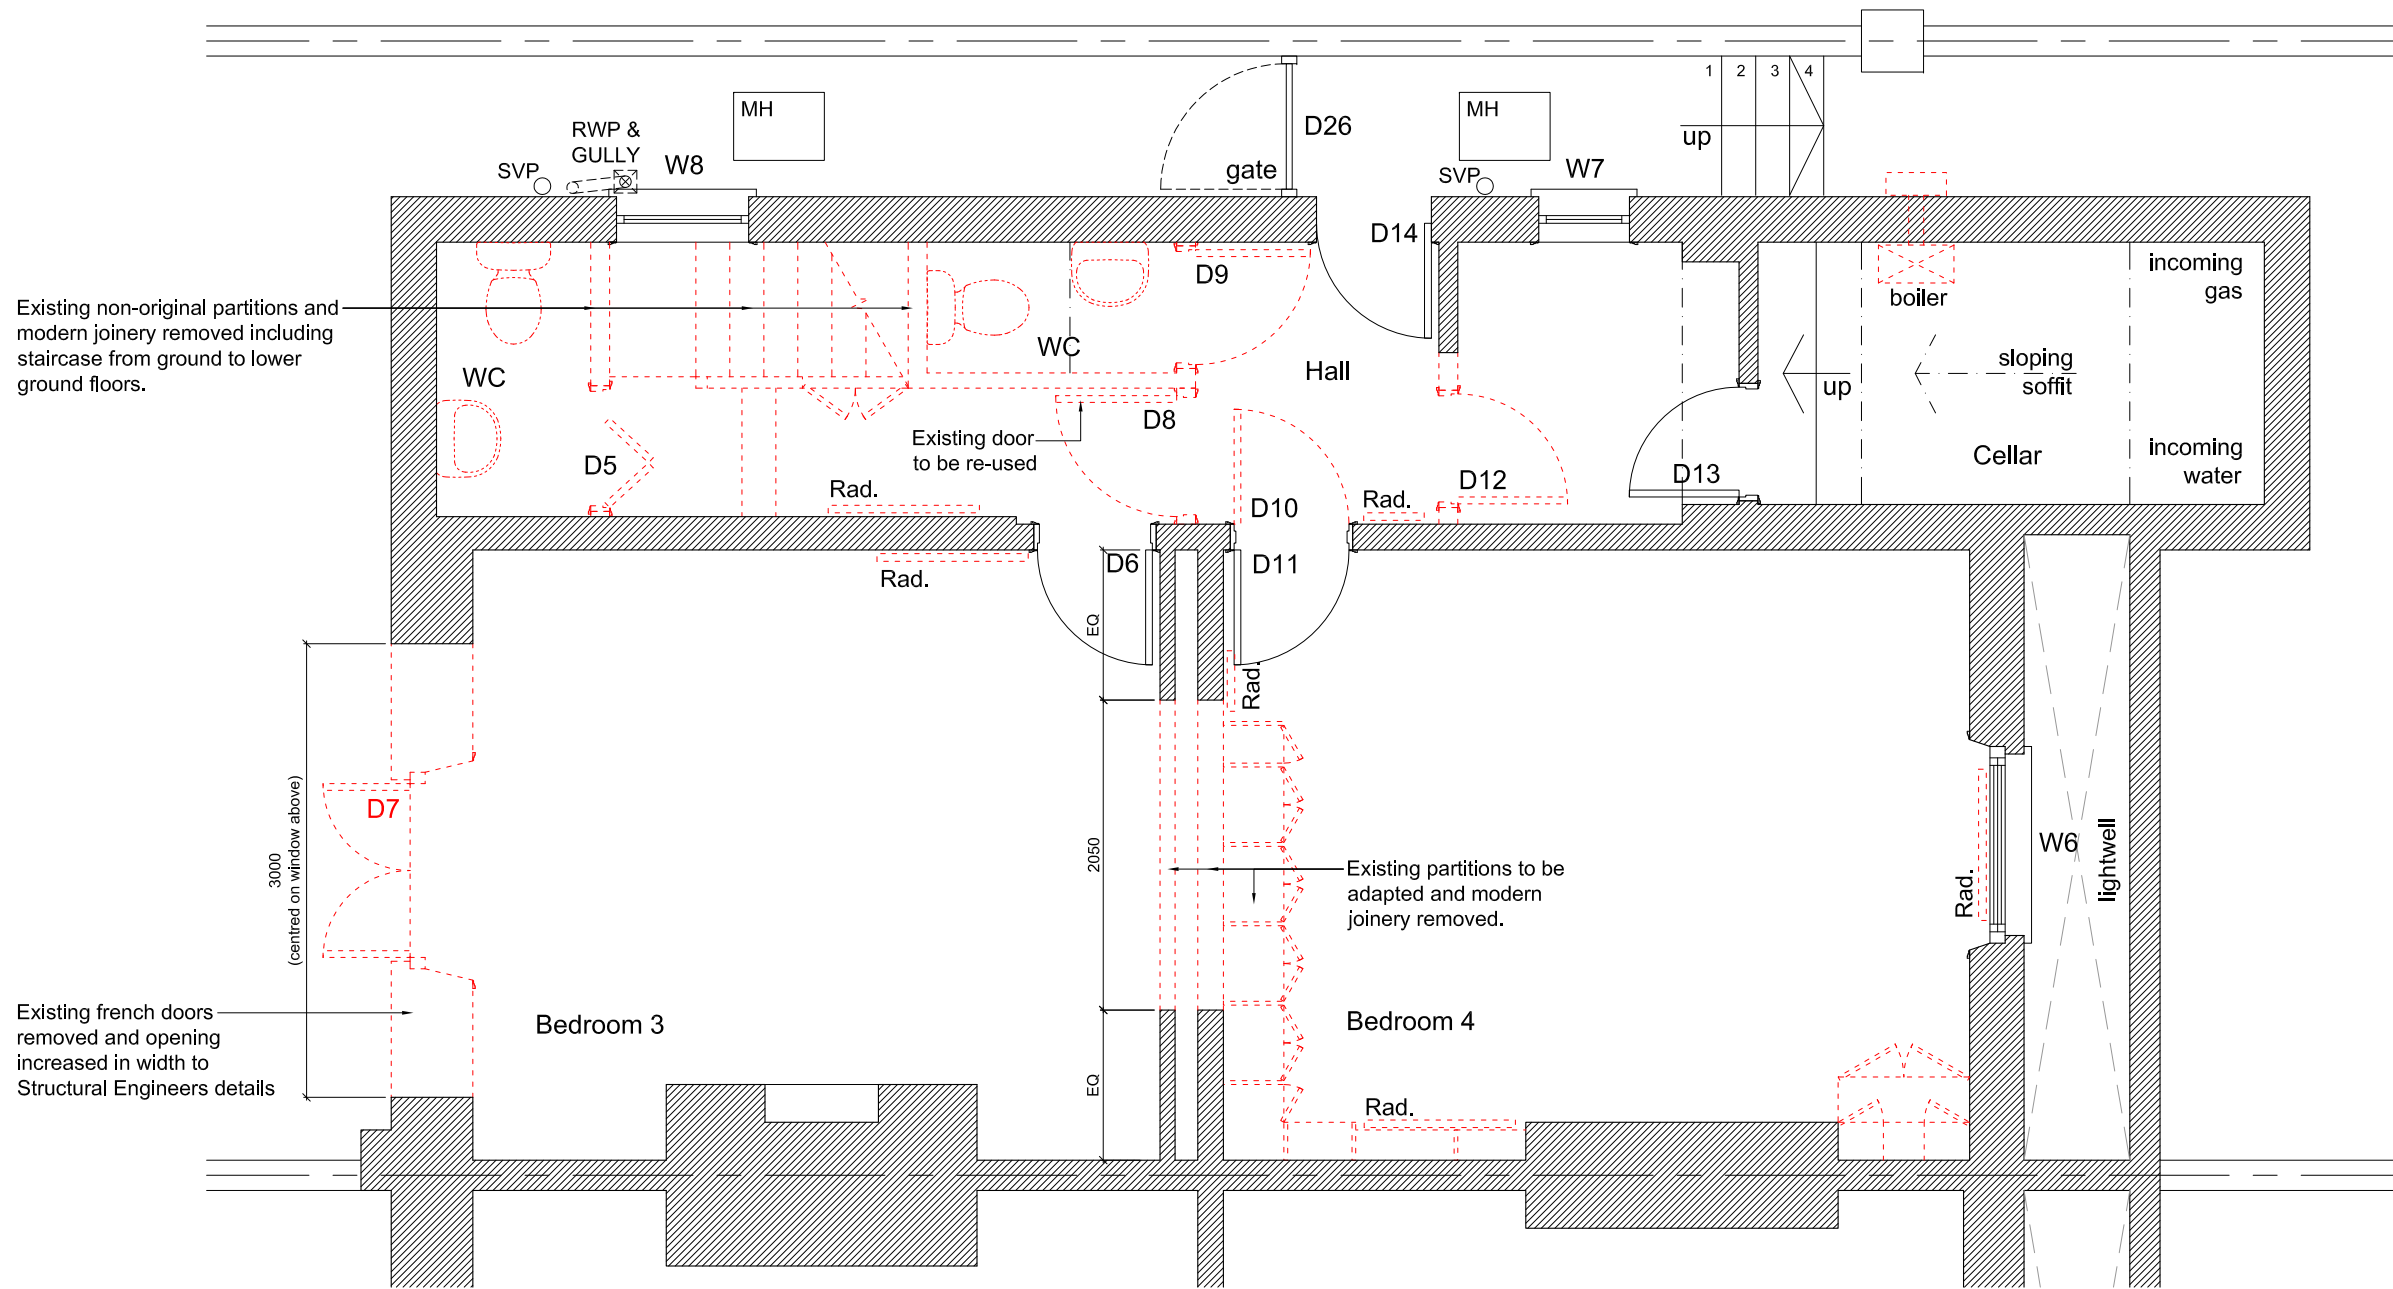 1 2 3 4
MH
MH
D26
RWP &
GULLY
W8
SVP
up
gate
W7
SVP
D14
D9
incoming
gas
boiler
Existing non-original partitions and
modern joinery removed including
staircase from ground to lower
ground floors.
WC
WC
Hall
sloping
soffit
up
D8
Existing door
to be re-used
D5
Rad.
D10
Rad.
D12
D13
Cellar
incoming
water
D6
Rad.
D11
EQ
Rad.
D7
3000
(centred on window above)
2050
Existing partitions to be
adapted and modern
joinery removed.
W6
lightwell
Rad.
Existing french doors
removed and opening
increased in width to
Structural Engineers details
Bedroom 3
Bedroom 4
EQ
Rad.